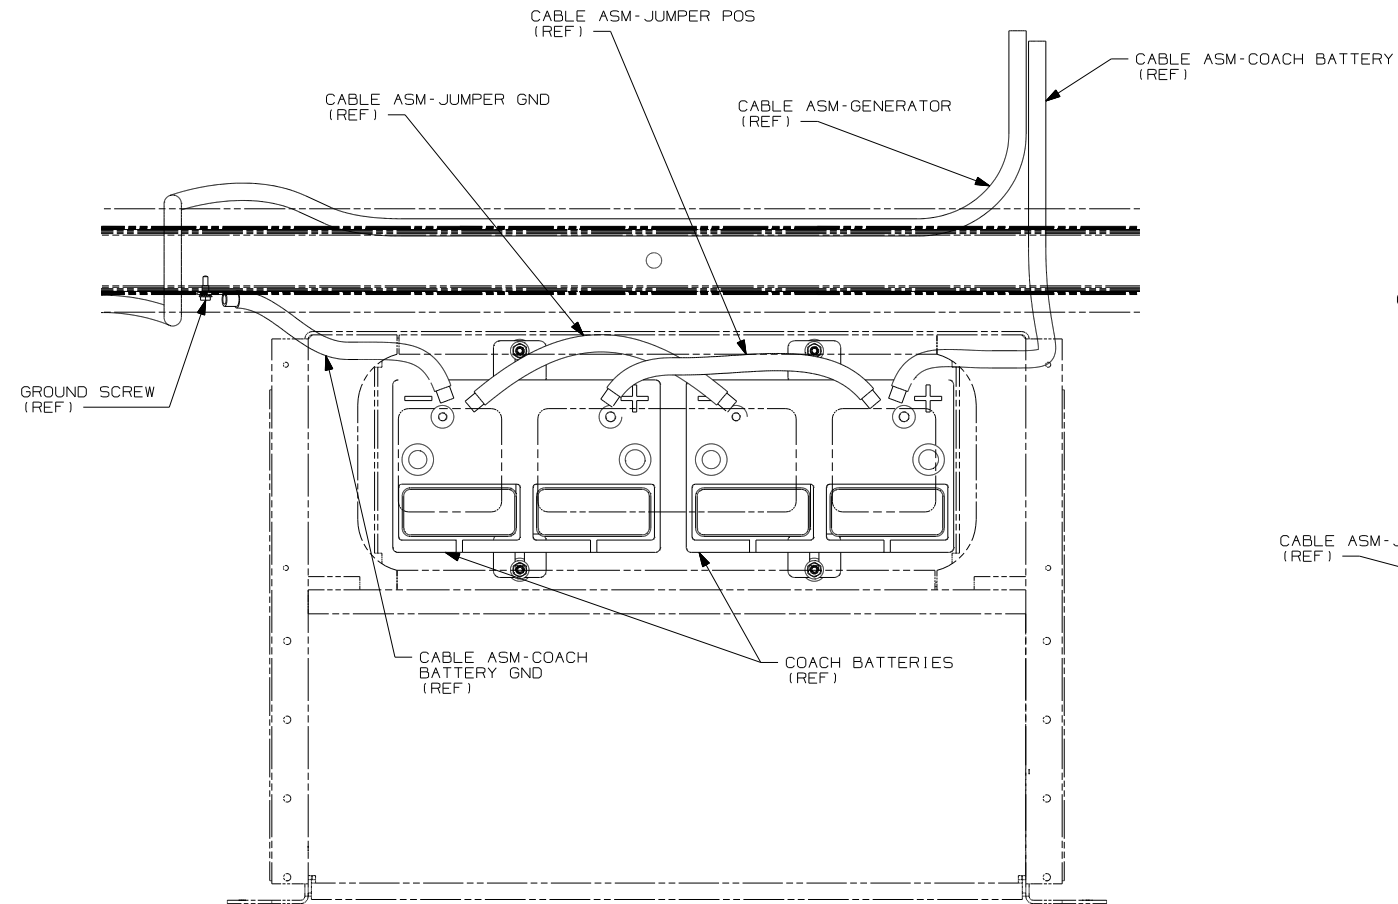 CABLE ASM-JUMPER POS
(REF)
CABLE ASM-COACH BATTERY
(REF)
CABLE ASM-JUMPER GND
(REF)
CABLE ASM-GENERATOR
(REF)
GROUND SCREW
(REF)
CABLE ASM-J
(REF)
CABLE ASM-COACH
BATTERY GND
(REF)
COACH BATTERIES
(REF)